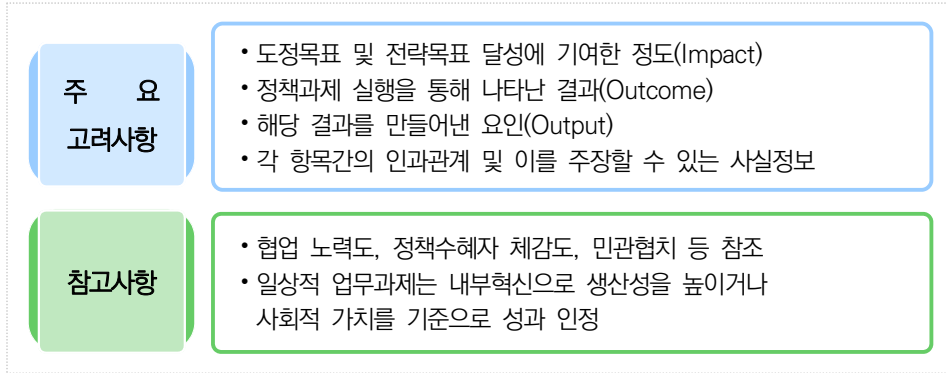 주 요
고려사항
• 도정목표 및 전략목표 달성에 기여한 정도(Impact)
• 정책과제 실행을 통해 나타난 결과(Outcome)
• 해당 결과를 만들어낸 요인(Output)
• 각 항목간의 인과관계 및 이를 주장할 수 있는 사실정보
참고사항
• 협업 노력도, 정책수혜자 체감도, 민관협치 등 참조
• 일상적 업무과제는 내부혁신으로 생산성을 높이거나
사회적 가치를 기준으로 성과 인정